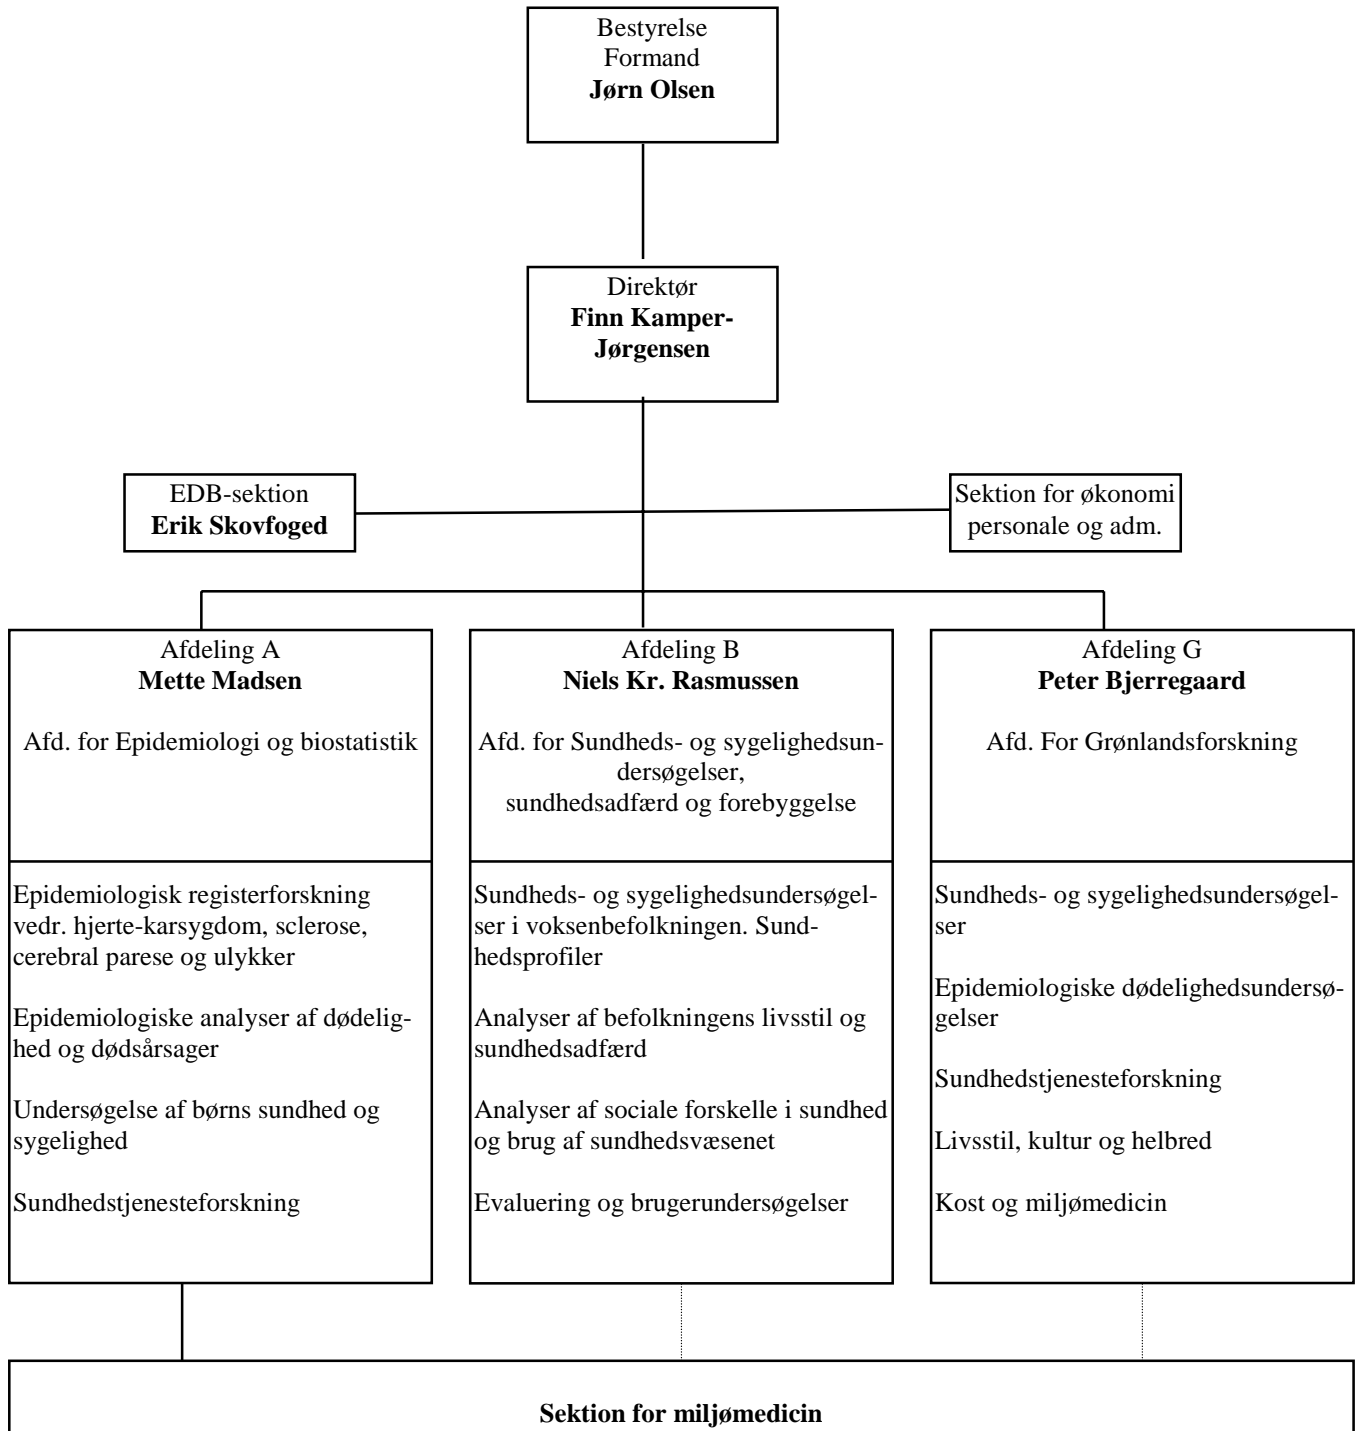 Bestyrelse
Formand
Jørn Olsen
Direktør
Finn Kamper-
Jørgensen
EDB-sektion
Erik Skovfoged
Sektion for økonomi
personale og adm.
Afdeling A
Mette Madsen
Afd. for Epidemiologi og biostatistik
Epidemiologisk registerforskning
vedr. hjerte-karsygdom, sclerose,
cerebral parese og ulykker
Epidemiologiske analyser af dødelig-
hed og dødsårsager
Undersøgelse af børns sundhed og
sygelighed
Sundhedstjenesteforskning
Afdeling B
Niels Kr. Rasmussen
Afd. for Sundheds- og sygelighedsun-
dersøgelser,
sundhedsadfærd og forebyggelse
Sundheds- og sygelighedsundersøgel-
ser i voksenbefolkningen. Sund-
hedsprofiler
Analyser af befolkningens livsstil og
sundhedsadfærd
Analyser af sociale forskelle i sundhed
og brug af sundhedsvæsenet
Evaluering og brugerundersøgelser
Afdeling G
Peter Bjerregaard
Afd. For Grønlandsforskning
Sundheds- og sygelighedsundersøgel-
ser
Epidemiologiske dødelighedsundersø-
gelser
Sundhedstjenesteforskning
Livsstil, kultur og helbred
Kost og miljømedicin
Sektion for miljømedicin